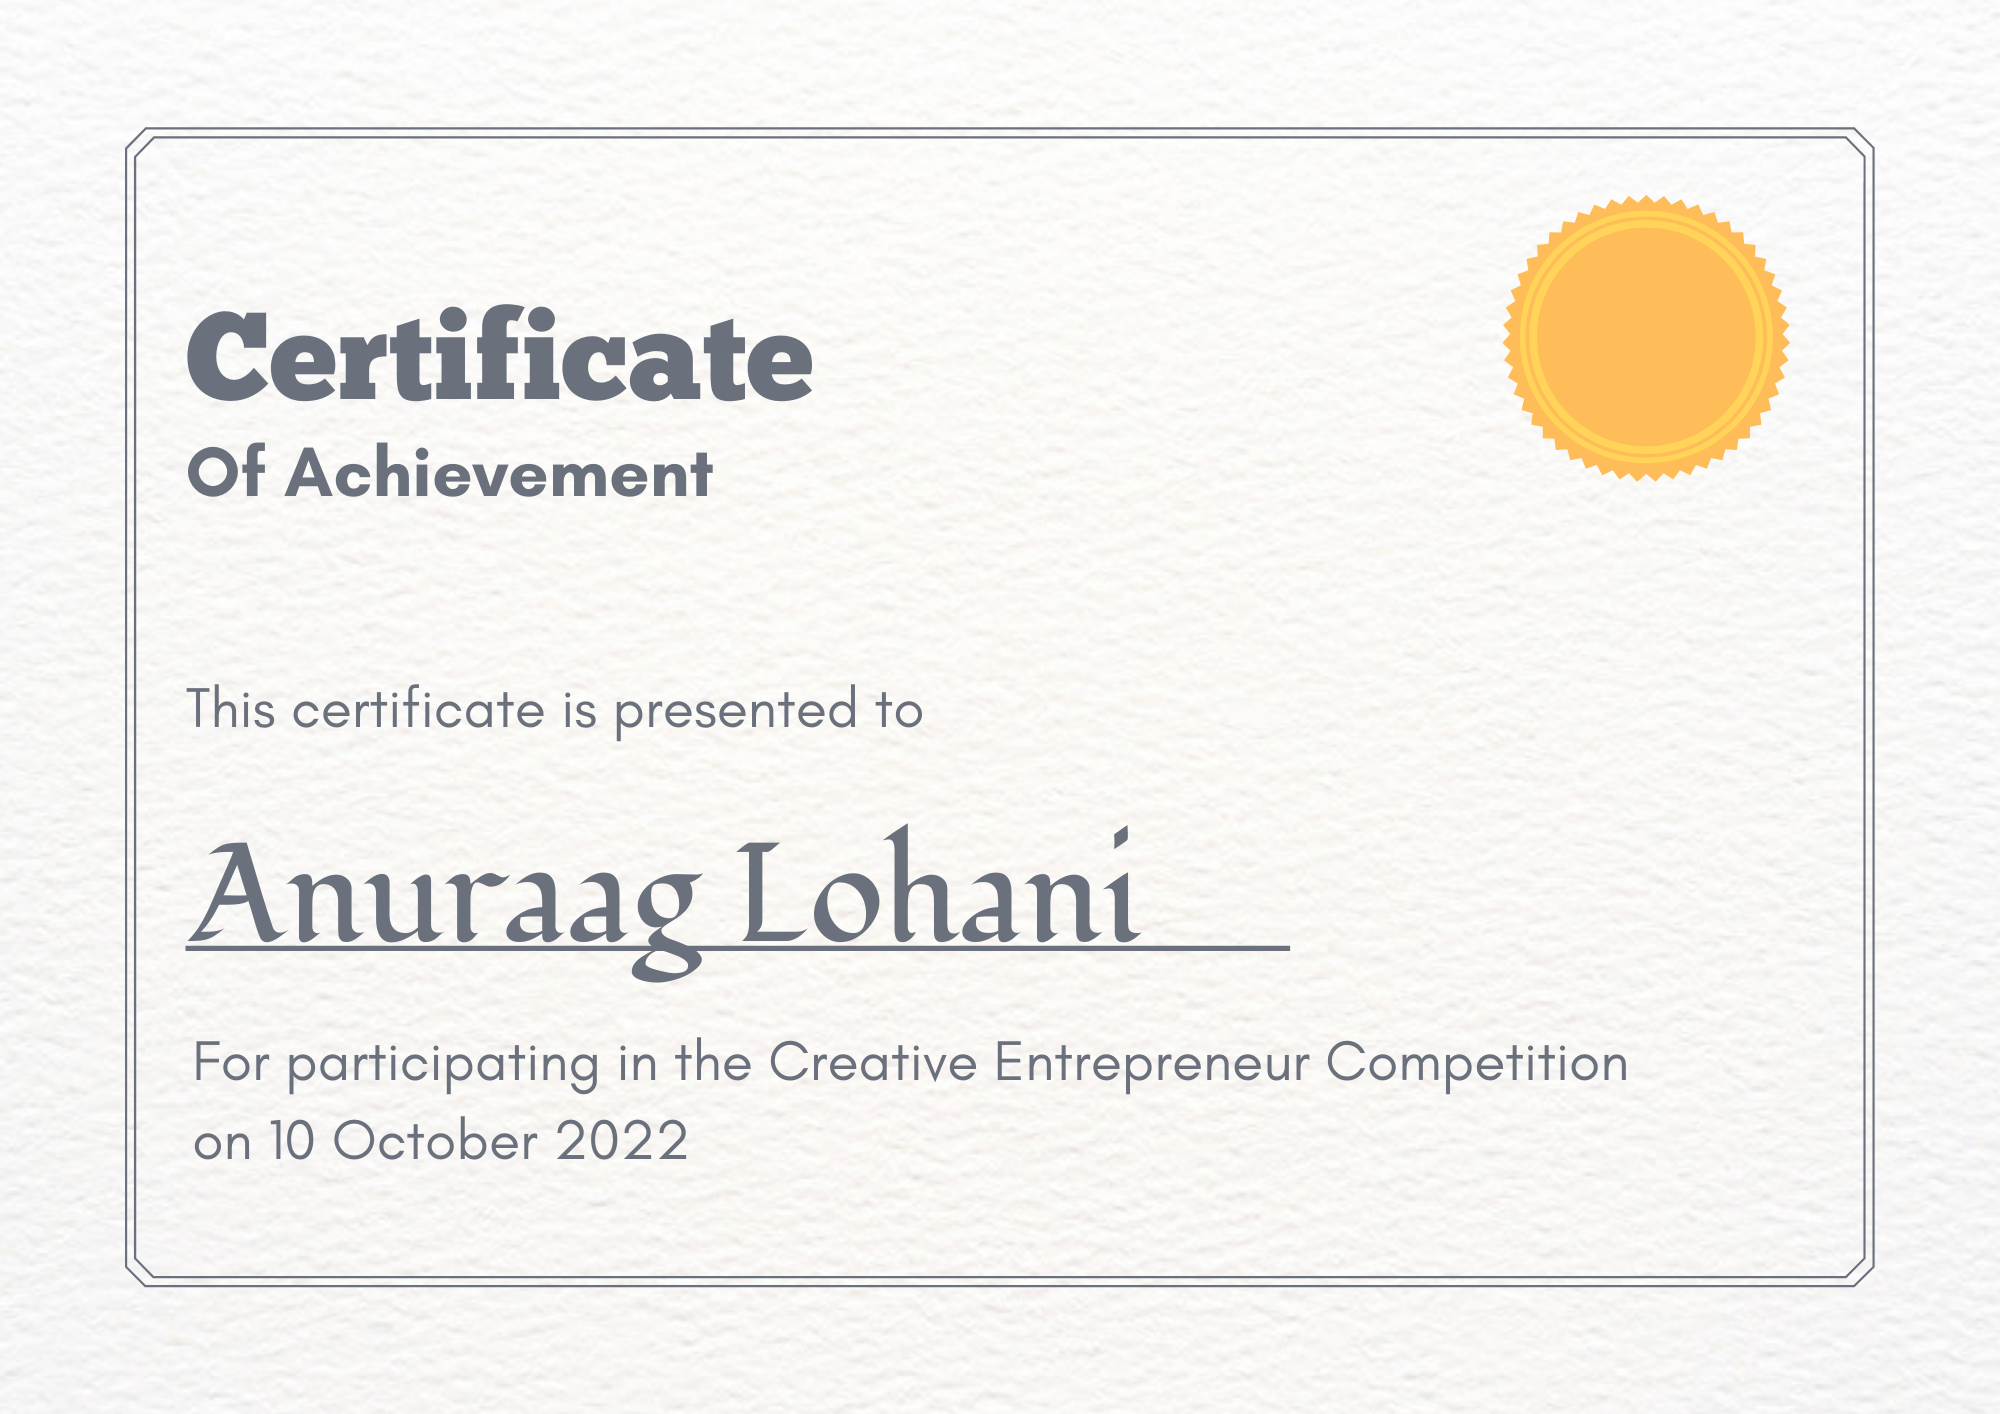 Certificate
Of Achievement
This certificate is presented to
Anuraag Lohani
For participating in the Creative Entrepreneur Competition
on 10 October 2022